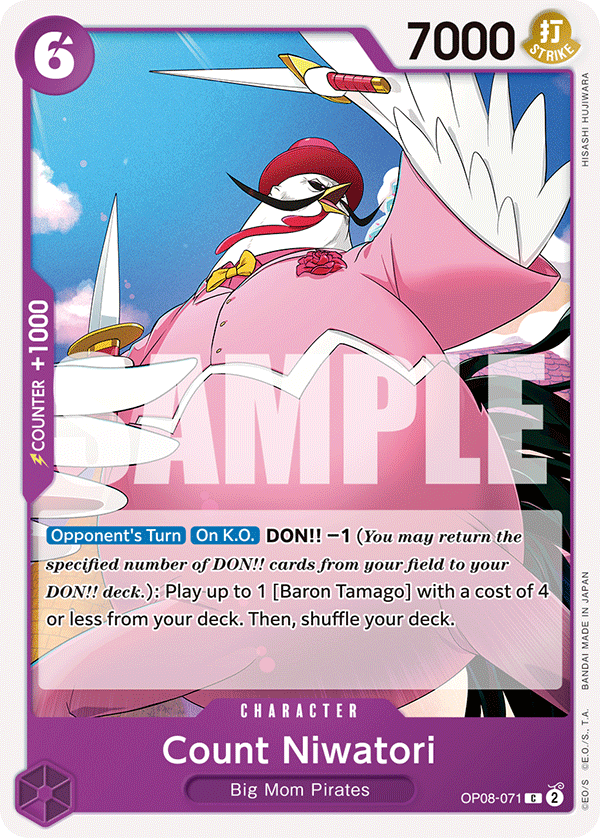 6
7000
打
STRIKE
HISASHI HUJIWARA
COUNTER +1000
SAMPLE
Opponent's Turn On K.O. DON!! −1 (You may return the
specified number of DON!! cards from your field to your
DON!! deck.): Play up to 1 [Baron Tamago] with a cost of 4
or less from your deck. Then, shuffle your deck.
CHARACTER
Count Niwatori
Big Mom Pirates
OP08-071 C 2
©EO/S ©E.O./S., T.A. BANDAI MADE IN JAPAN